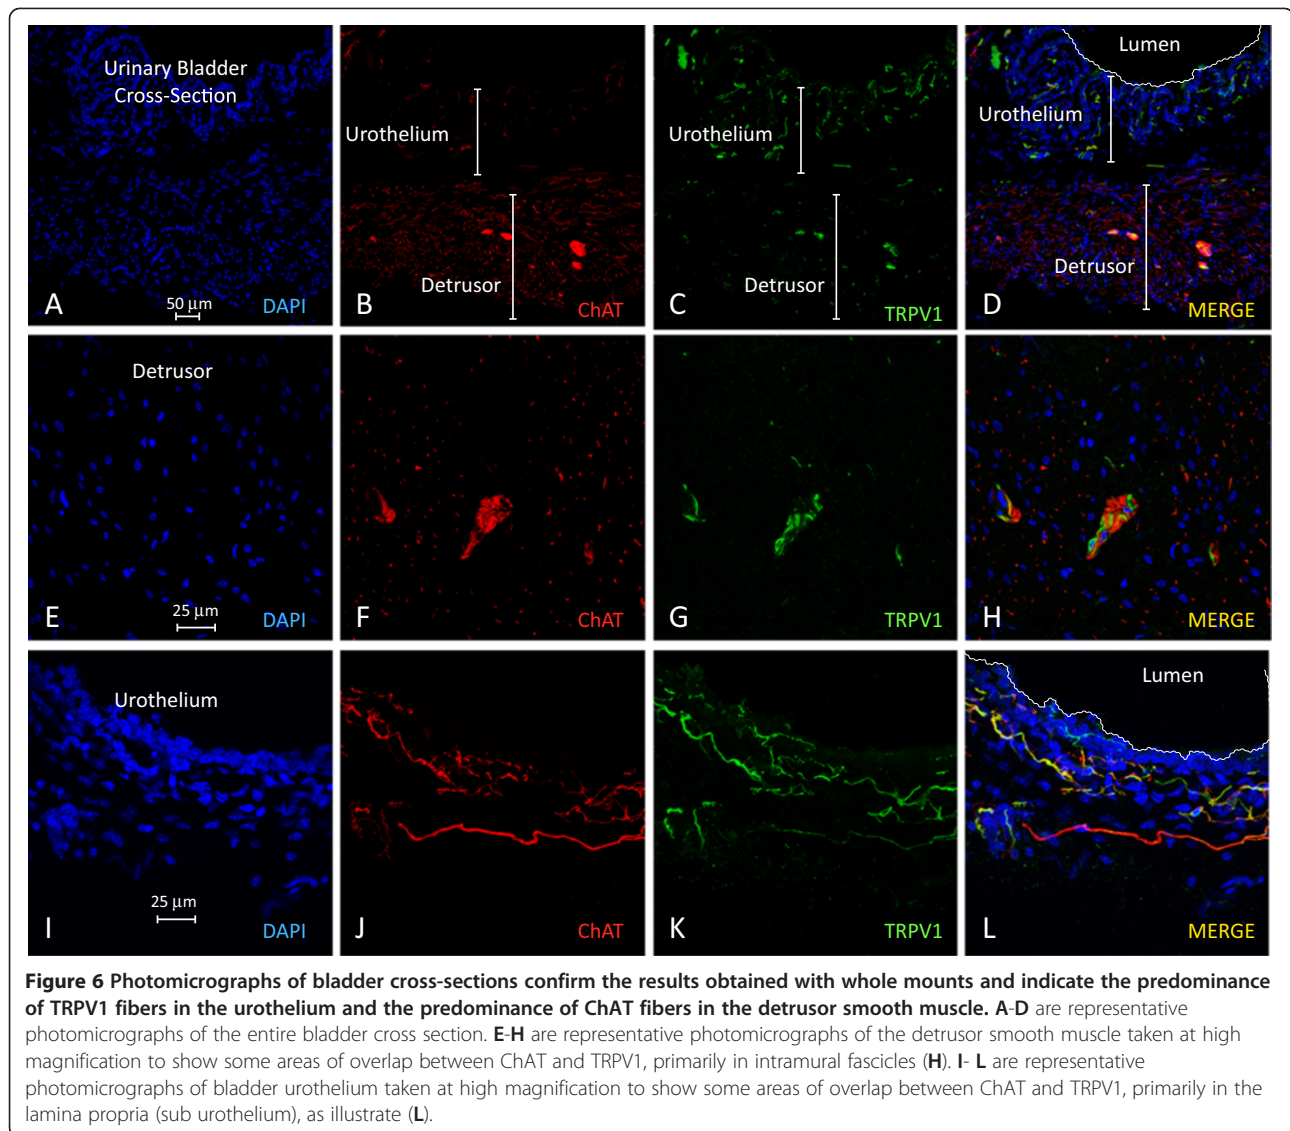 Urinary Bladder
Cross-Section
A
50 μm
DAPI
Urothelium
Detrusor
B
ChAT
Urothelium
Detrusor
C
TRPV1
Lumen
Urothelium
Detrusor
D
MERGE
Detrusor
E
25 μm
DAPI
F
ChAT
G
TRPV1
H
MERGE
Urothelium
25 μm
I
DAPI
J
ChAT
K
TRPV1
Lumen
L
MERGE
Figure 6 Photomicrographs of bladder cross-sections confirm the results obtained with whole mounts and indicate the predominance
of TRPV1 fibers in the urothelium and the predominance of ChAT fibers in the detrusor smooth muscle. A-D are representative
photomicrographs of the entire bladder cross section. E-H are representative photomicrographs of the detrusor smooth muscle taken at high
magnification to show some areas of overlap between ChAT and TRPV1, primarily in intramural fascicles (H). I- L are representative
photomicrographs of bladder urothelium taken at high magnification to show some areas of overlap between ChAT and TRPV1, primarily in the
lamina propria (sub urothelium), as illustrate (L).